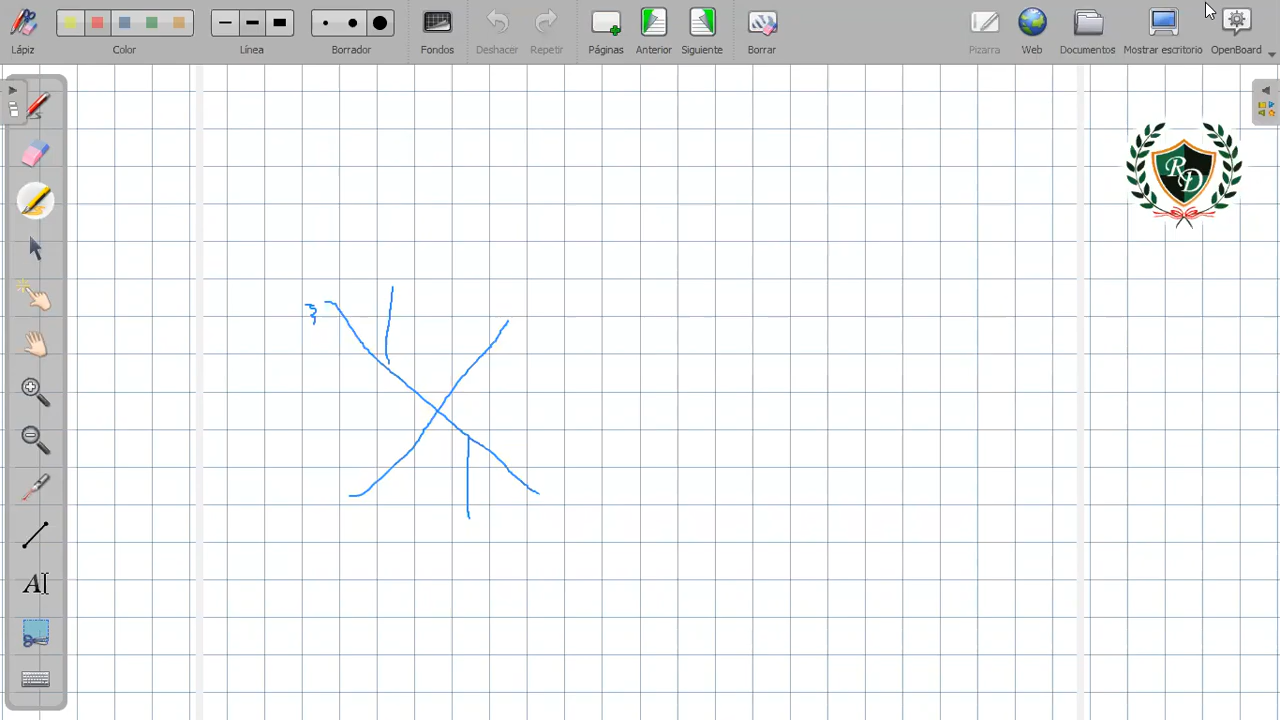 Lápiz Color Línea Borrador Fondos Deshacer Repetir Páginas Anterior Siguiente Borrar Pizarra Web Documentos Mostrar escritorio OpenBoard
RD
3
A